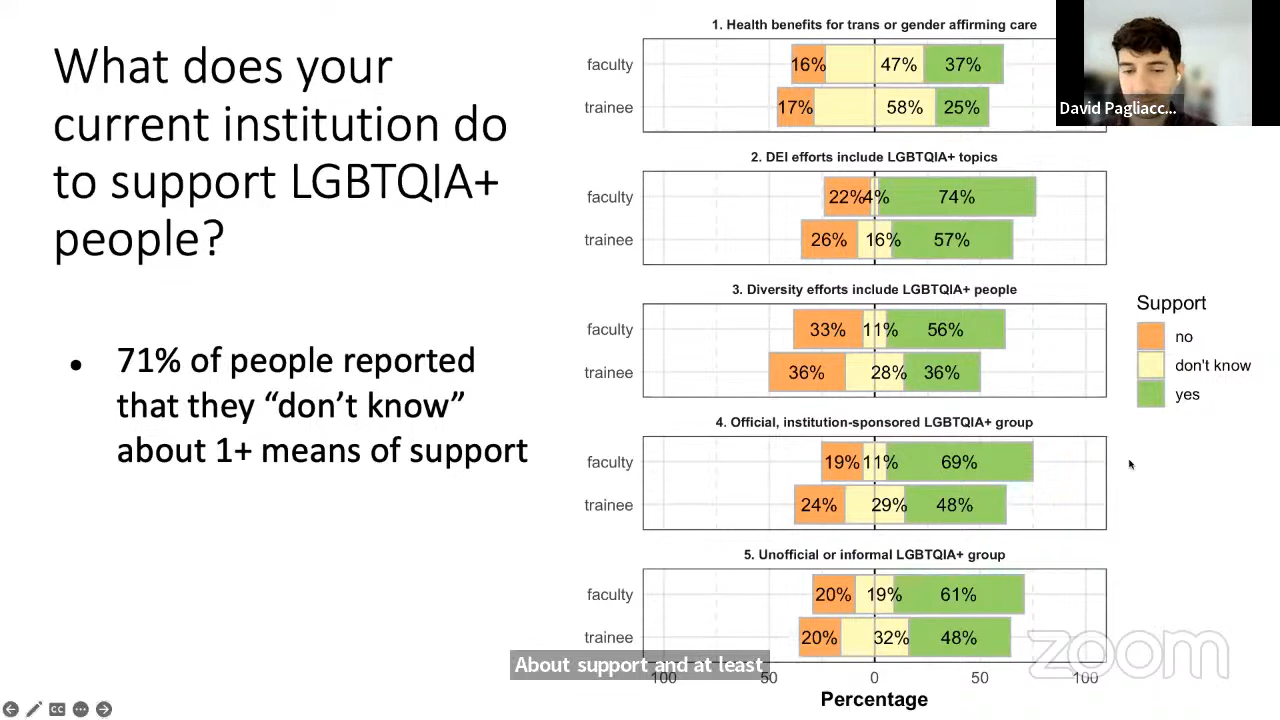 What does your
current institution do
to support LGBTQIA+
people?
• 71% of people reported
that they “don’t know”
about 1+ means of support
1. Health benefits for trans or gender affirming care
faculty 16% 47% 37%
trainee 17% 58% 25%
2. DEI efforts include LGBTQIA+ topics
faculty 22% 4% 74%
trainee 26% 16% 57%
3. Diversity efforts include LGBTQIA+ people
faculty 33% 11% 56%
trainee 36% 28% 36%
4. Official, institution-sponsored LGBTQIA+ group
faculty 19% 11% 69%
trainee 24% 29% 48%
5. Unofficial or informal LGBTQIA+ group
faculty 20% 19% 61%
trainee 20% 32% 48%
100 50 0 50 100
Percentage
Support
no
don't know
yes
David Pagliacc...
About support and at least
zoom
CC